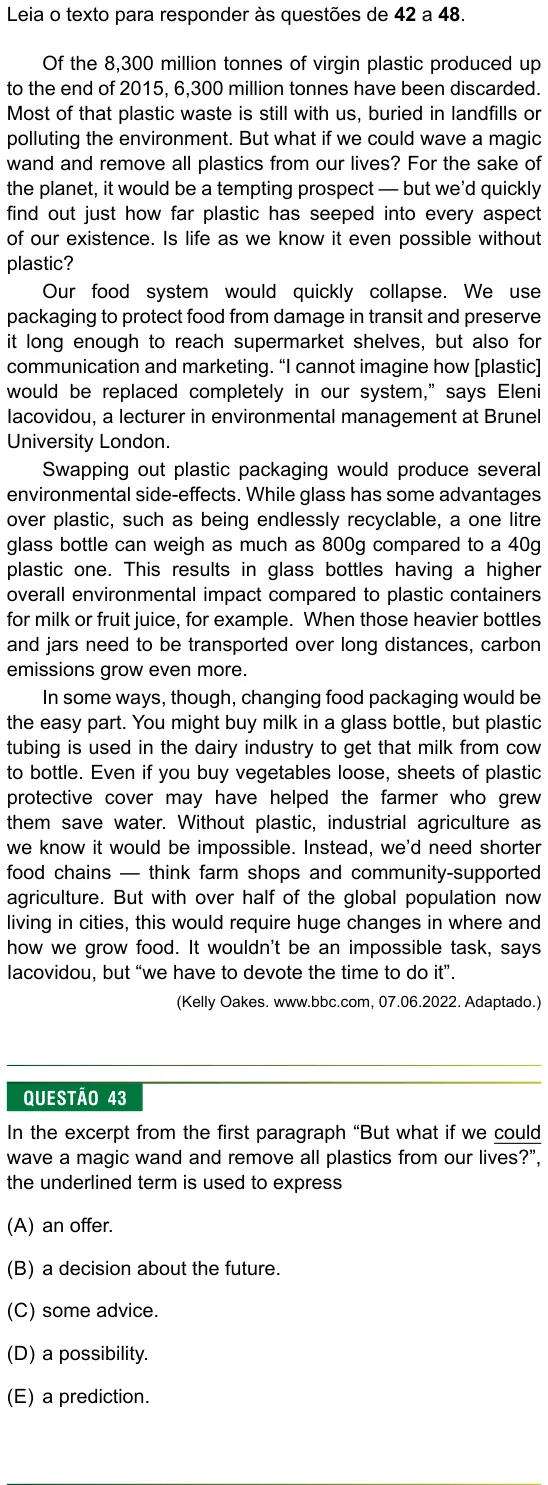 Leia o texto para responder às questões de 42 a 48.
Of the 8,300 million tonnes of virgin plastic produced up
to the end of 2015, 6,300 million tonnes have been discarded.
Most of that plastic waste is still with us, buried in landfills or
polluting the environment. But what if we could wave a magic
wand and remove all plastics from our lives? For the sake of
the planet, it would be a tempting prospect — but we’d quickly
find out just how far plastic has seeped into every aspect
of our existence. Is life as we know it even possible without
plastic?
Our food system would quickly collapse. We use
packaging to protect food from damage in transit and preserve
it long enough to reach supermarket shelves, but also for
communication and marketing. “I cannot imagine how [plastic]
would be replaced completely in our system,” says Eleni
Iacovidou, a lecturer in environmental management at Brunel
University London.
Swapping out plastic packaging would produce several
environmental side-effects. While glass has some advantages
over plastic, such as being endlessly recyclable, a one litre
glass bottle can weigh as much as 800g compared to a 40g
plastic one. This results in glass bottles having a higher
overall environmental impact compared to plastic containers
for milk or fruit juice, for example. When those heavier bottles
and jars need to be transported over long distances, carbon
emissions grow even more.
In some ways, though, changing food packaging would be
the easy part. You might buy milk in a glass bottle, but plastic
tubing is used in the dairy industry to get that milk from cow
to bottle. Even if you buy vegetables loose, sheets of plastic
protective cover may have helped the farmer who grew
them save water. Without plastic, industrial agriculture as
we know it would be impossible. Instead, we’d need shorter
food chains — think farm shops and community-supported
agriculture. But with over half of the global population now
living in cities, this would require huge changes in where and
how we grow food. It wouldn’t be an impossible task, says
Iacovidou, but “we have to devote the time to do it”.
(Kelly Oakes. www.bbc.com, 07.06.2022. Adaptado.)
QUESTÃO 43
In the excerpt from the first paragraph “But what if we could
wave a magic wand and remove all plastics from our lives?”,
the underlined term is used to express
(A) an offer.
(B) a decision about the future.
(C) some advice.
(D) a possibility.
(E) a prediction.